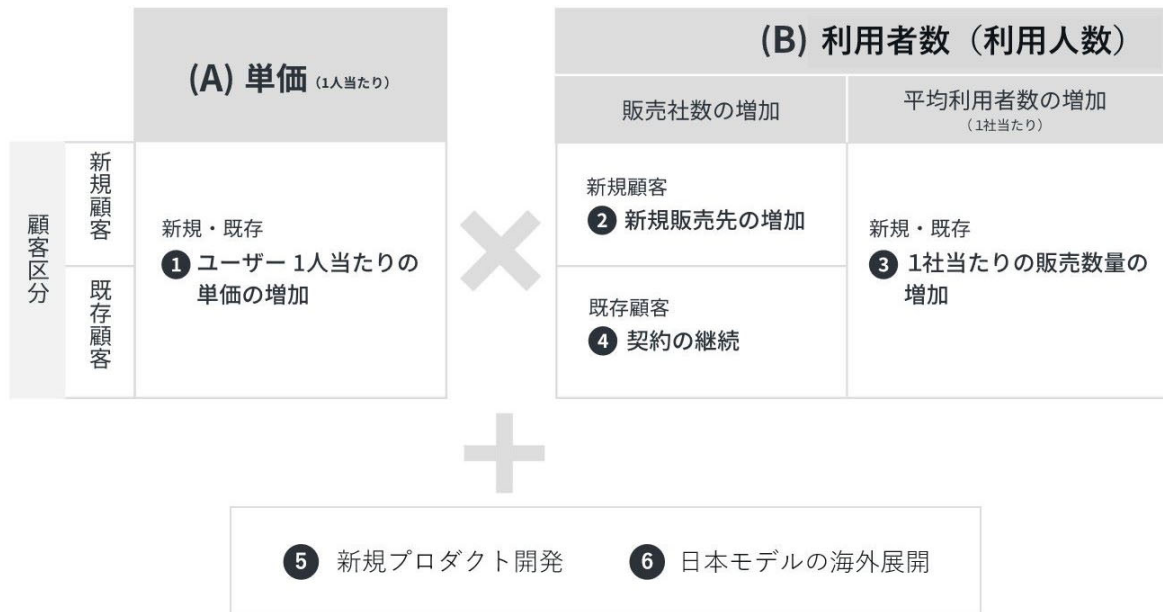 (A) 単価 (1人当たり)
(B) 利用者数（利用人数）
販売社数の増加
平均利用者数の増加
（1社当たり）
顧客区分
新規顧客
既存顧客
新規・既存
1 ユーザー 1人当たりの
単価の増加
×
新規顧客
2 新規販売先の増加
既存顧客
4 契約の継続
新規・既存
3 1社当たりの販売数量の
増加
+
5 新規プロダクト開発
6 日本モデルの海外展開